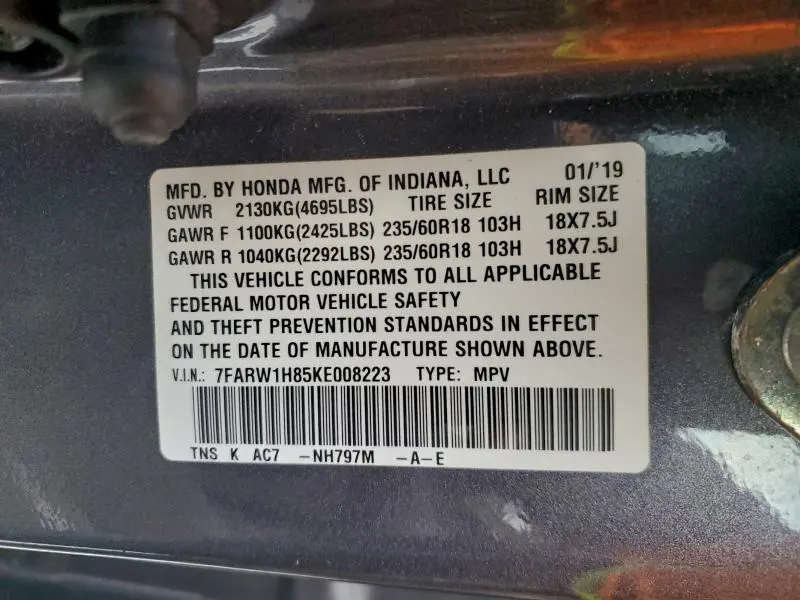 MFD. BY HONDA MFG. OF INDIANA, LLC 01/'19
GVWR 2130KG(4695LBS) TIRE SIZE RIM SIZE
GAWR F 1100KG(2425LBS) 235/60R18 103H 18X7.5J
GAWR R 1040KG(2292LBS) 235/60R18 103H 18X7.5J
THIS VEHICLE CONFORMS TO ALL APPLICABLE
FEDERAL MOTOR VEHICLE SAFETY
AND THEFT PREVENTION STANDARDS IN EFFECT
ON THE DATE OF MANUFACTURE SHOWN ABOVE.
V.I.N.: 7FARW1H85KE008223 TYPE: MPV
TNS K AC7 -NH797M -A-E